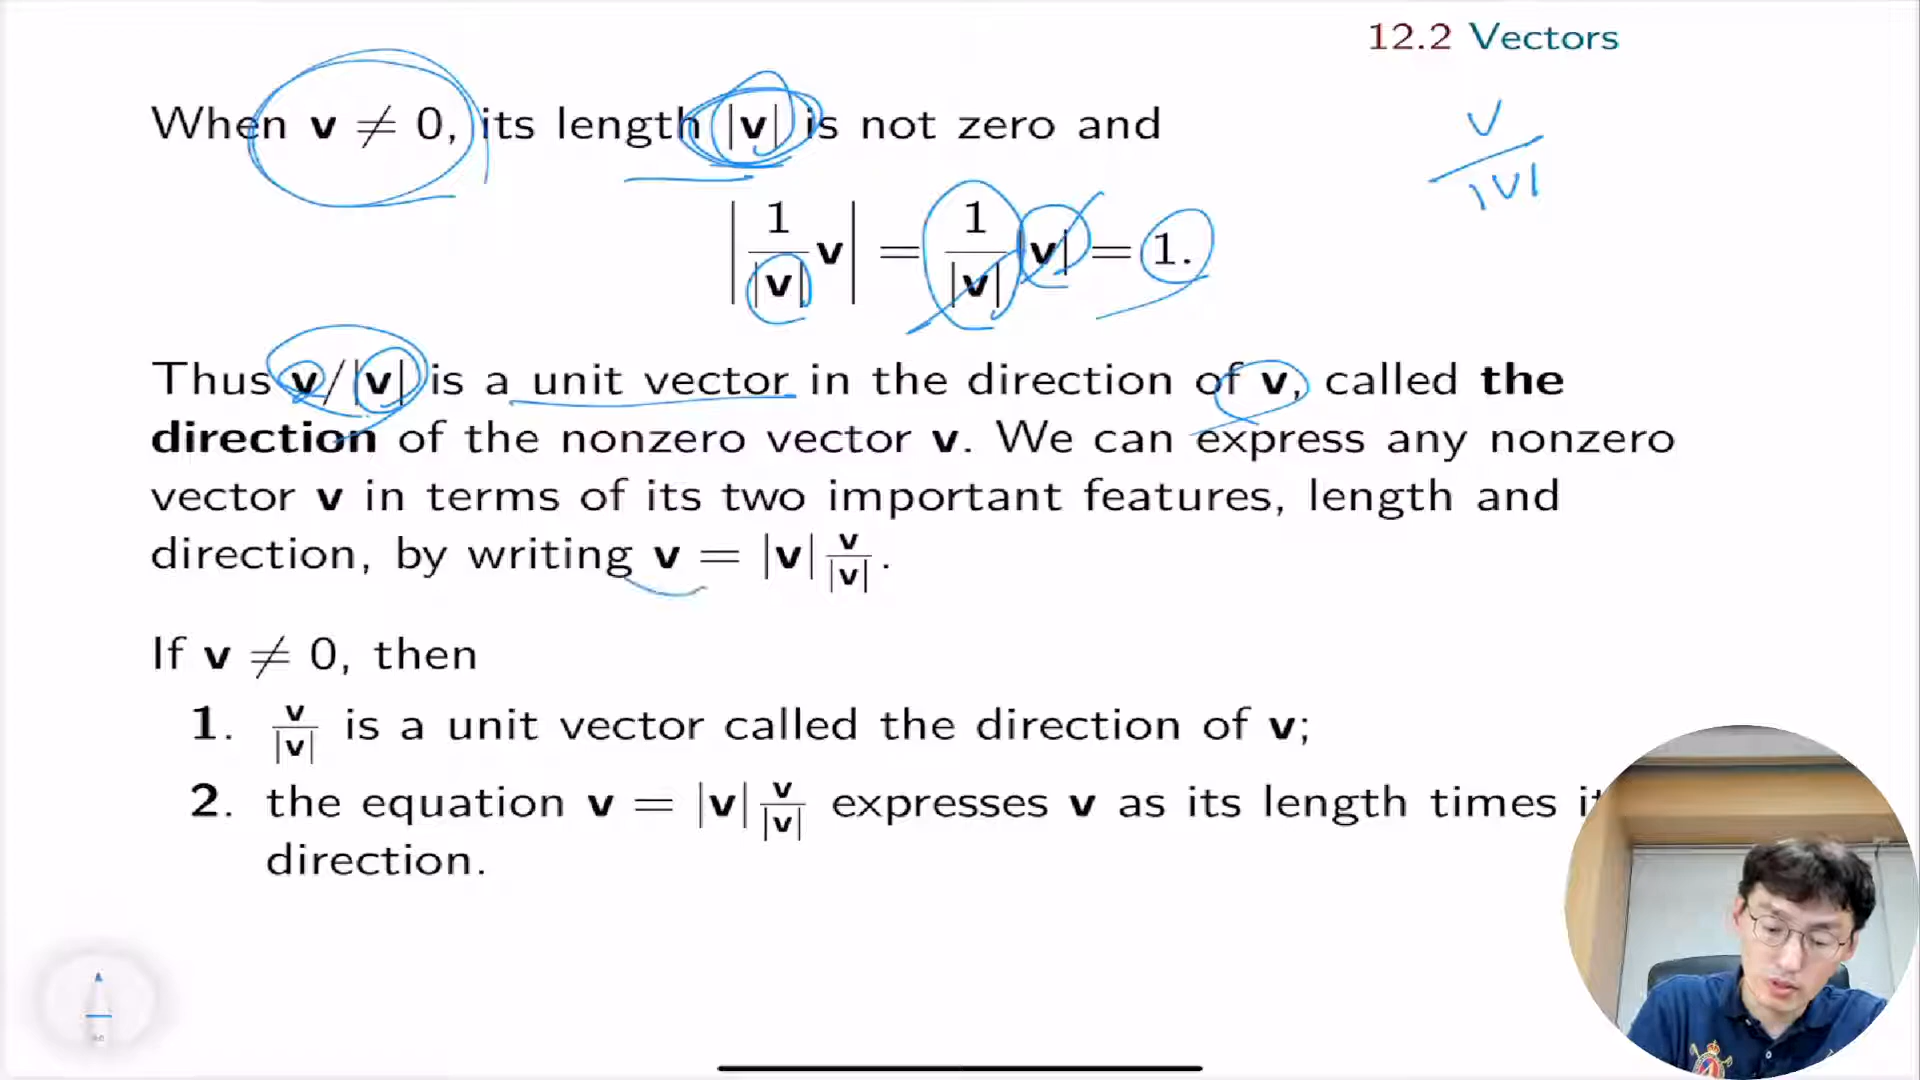 12.2 Vectors
When v ≠ 0, its length |v| is not zero and
v/|v|
|1/|v| v| = 1/|v| |v| = 1.
Thus v/|v| is a unit vector in the direction of v, called the
direction of the nonzero vector v. We can express any nonzero
vector v in terms of its two important features, length and
direction, by writing v = |v| v/|v|.
If v ≠ 0, then
1. v/|v| is a unit vector called the direction of v;
2. the equation v = |v| v/|v| expresses v as its length times
direction.